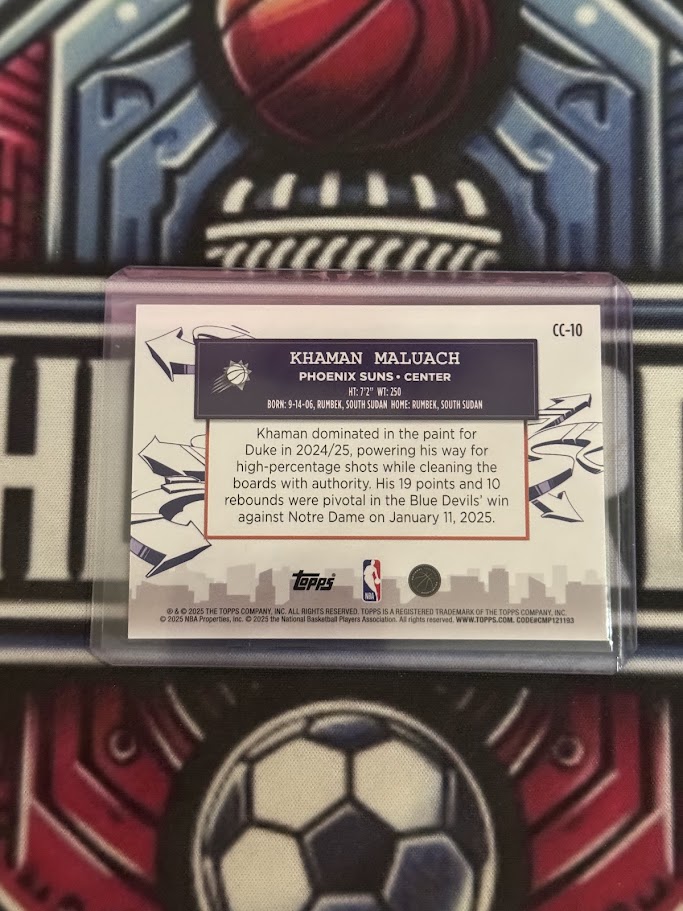 CC-10
KHAMAN MALUACH
PHOENIX SUNS • CENTER
HT: 7'2" WT: 250
BORN: 9-14-06, RUMBEK, SOUTH SUDAN HOME: RUMBEK, SOUTH SUDAN
Khaman dominated in the paint for
Duke in 2024/25, powering his way for
high-percentage shots while cleaning the
boards with authority. His 19 points and 10
rebounds were pivotal in the Blue Devils' win
against Notre Dame on January 11, 2025.
Topps
NBA
® & © 2025 THE TOPPS COMPANY, INC. ALL RIGHTS RESERVED. TOPPS IS A REGISTERED TRADEMARK OF THE TOPPS COMPANY, INC.
© 2025 NBA Properties, Inc. © 2025 the National Basketball Players Association. All rights reserved. WWW.TOPPS.COM. CODE#CMP121193